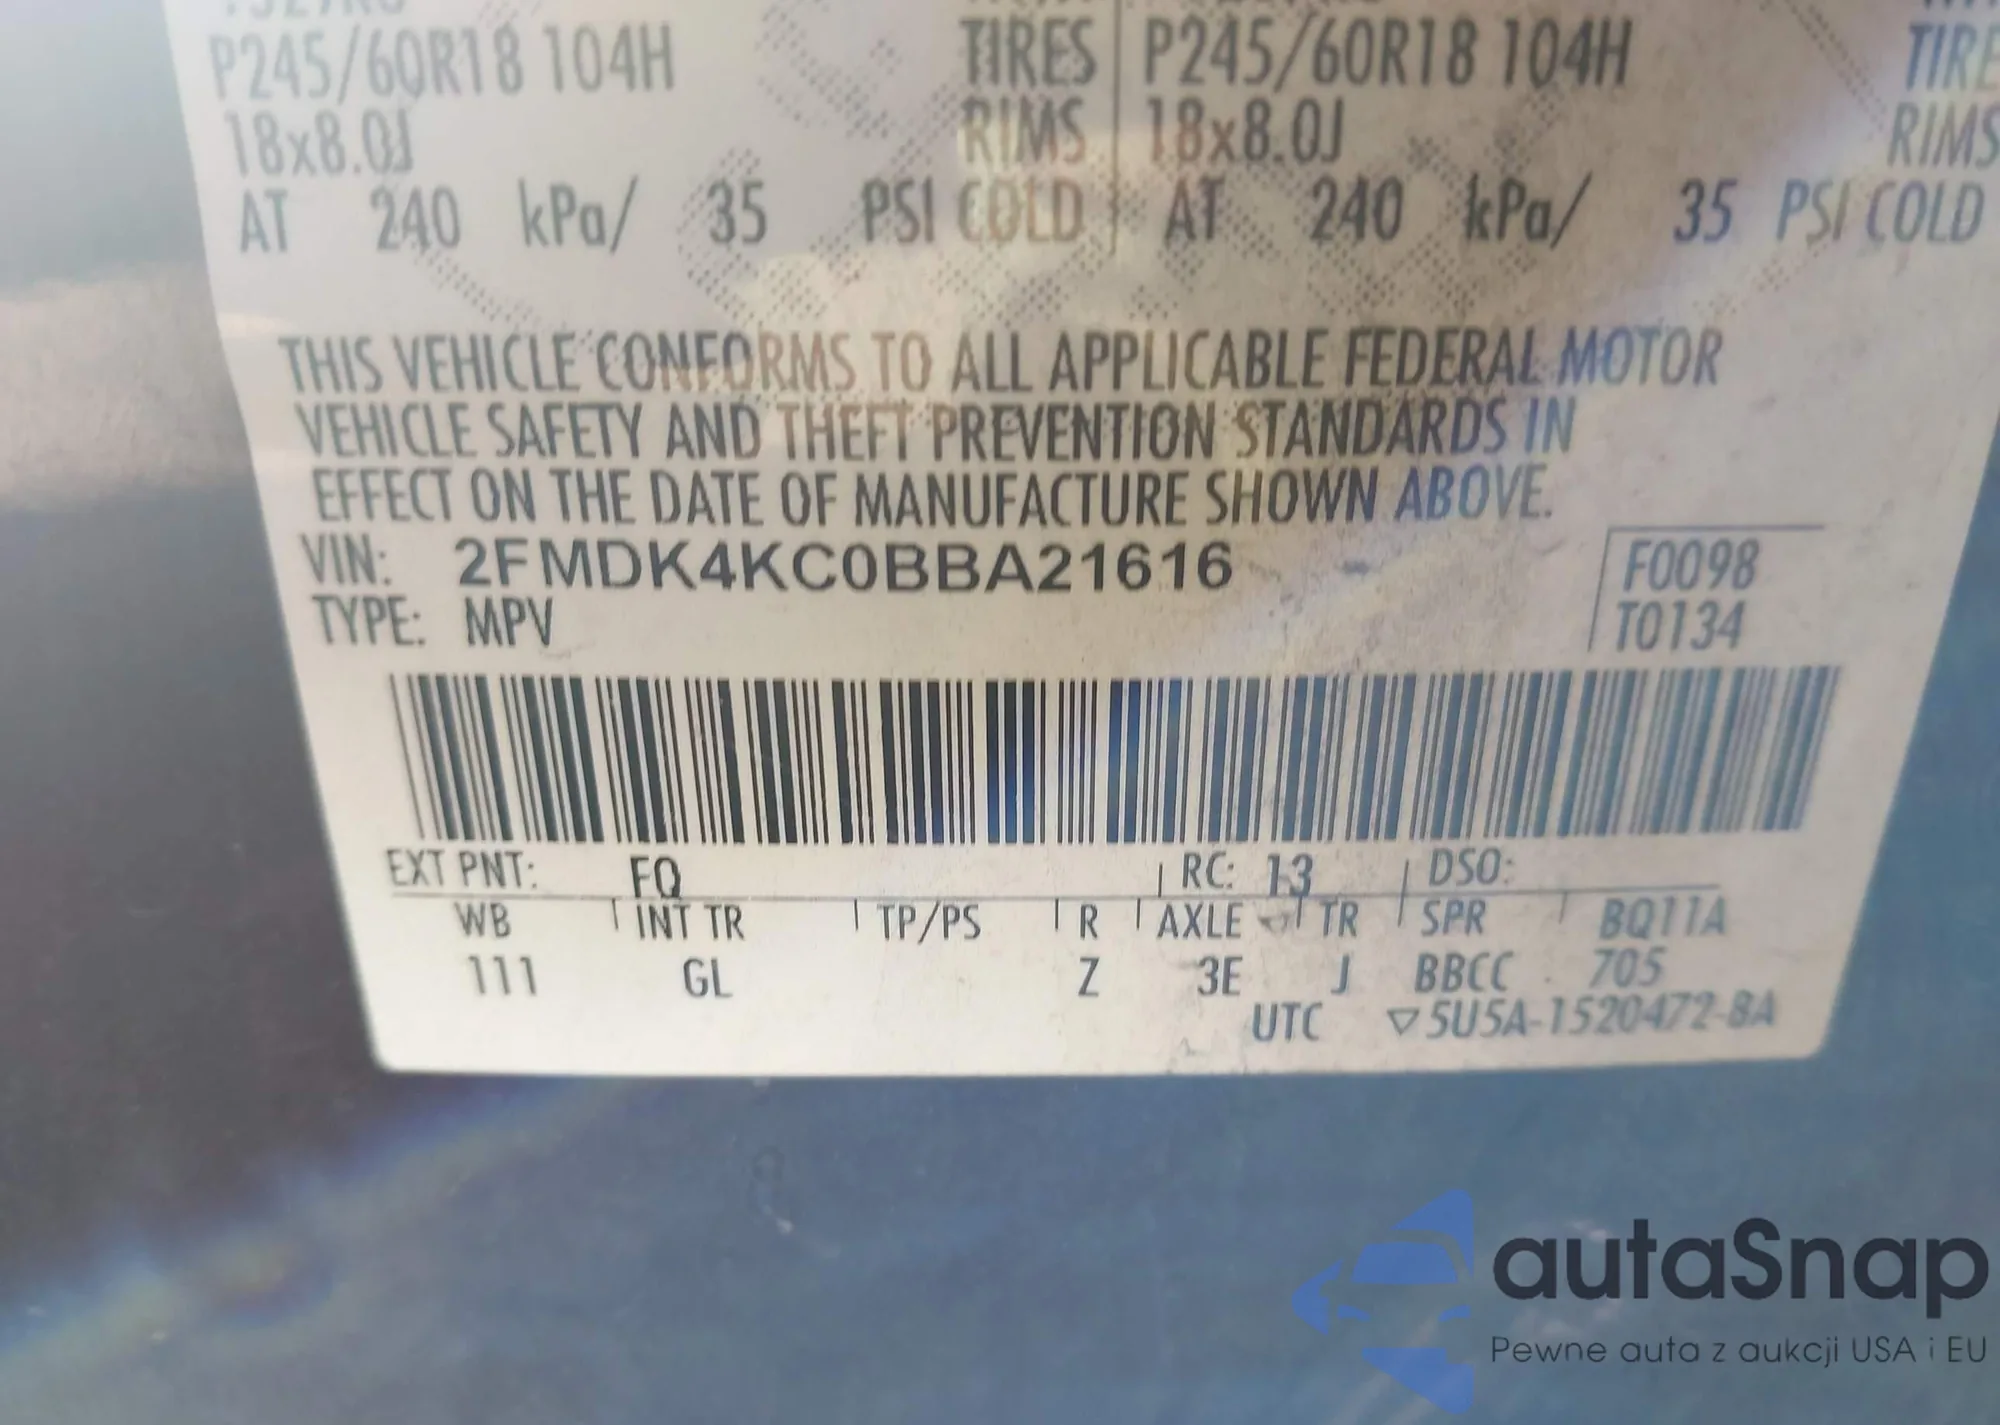 P245/60R18 104H TIRES P245/60R18 104H TIRE
18x8.0J RIMS 18x8.0J RIMS
AT 240 kPa/ 35 PSI COLD AT 240 kPa/ 35 PSI COLD
THIS VEHICLE CONFORMS TO ALL APPLICABLE FEDERAL MOTOR
VEHICLE SAFETY AND THEFT PREVENTION STANDARDS IN
EFFECT ON THE DATE OF MANUFACTURE SHOWN ABOVE.
VIN: 2FMDK4KC0BBA21616 F0098
TYPE: MPV T0134
EXT PNT: FQ RC: 13 DSO:
WB INT TR TP/PS R AXLE TR SPR BQ11A
111 GL Z 3E J BBCC 705
UTC ▽5U5A-1520472-BA
autaSnap
Pewne auta z aukcji USA i EU